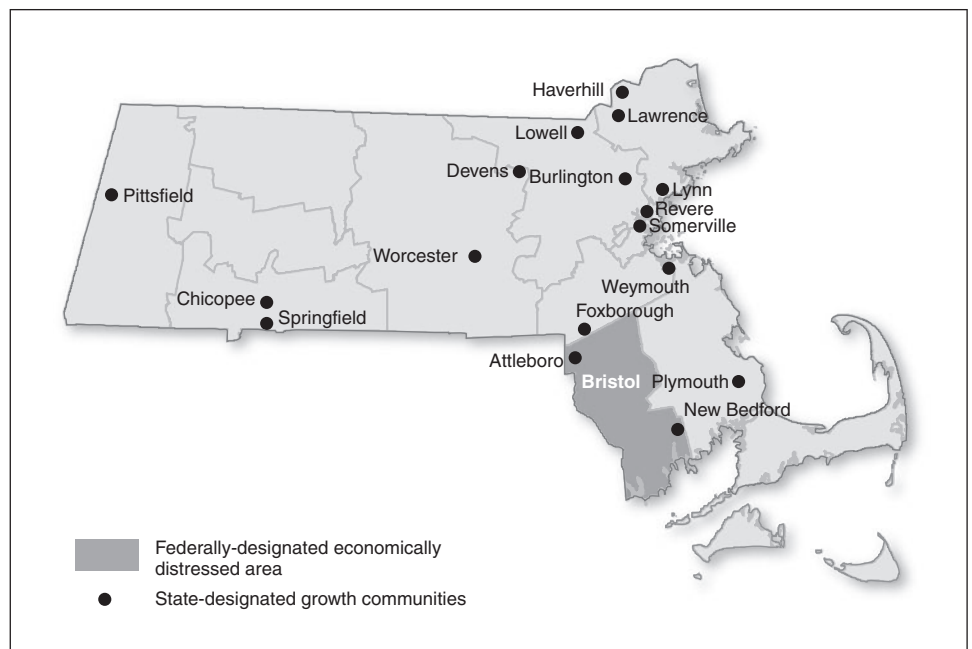 Haverhill
Lawrence
Lowell
Devens
Burlington
Pittsfield
Lynn
Revere
Somerville
Worcester
Weymouth
Chicopee
Springfield
Foxborough
Attleboro
Bristol
Plymouth
New Bedford
Federally-designated economically
distressed area
State-designated growth communities